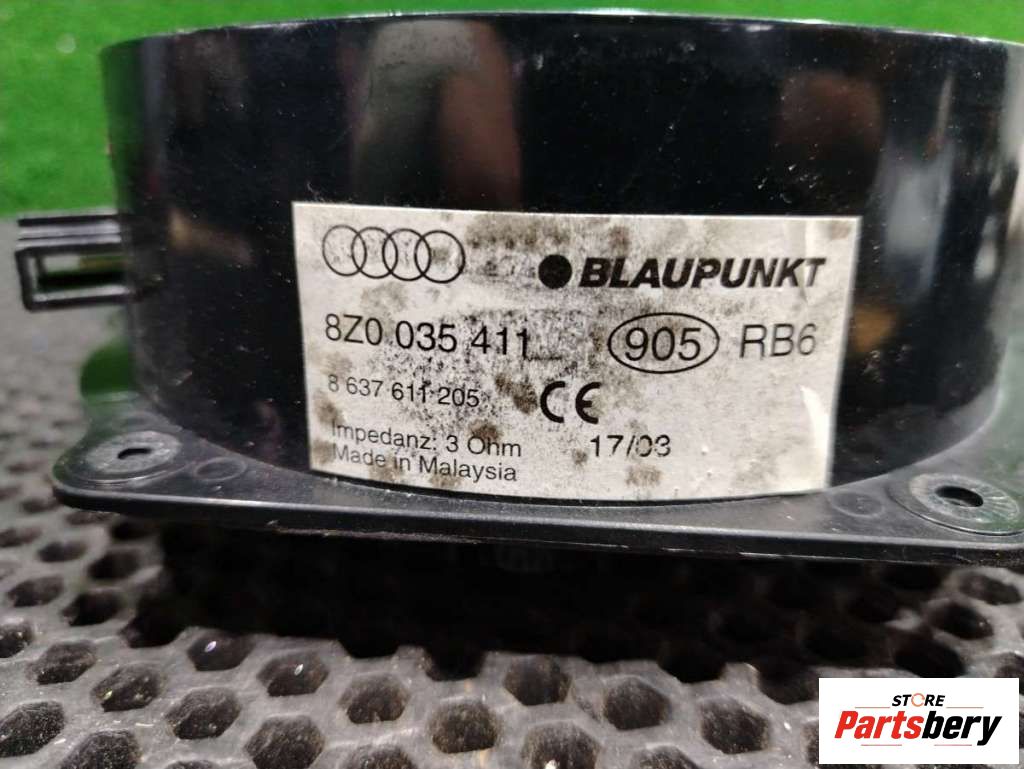 BLAUPUNKT
8Z0 035 411 905 RB6
8 637 611 205 CE
Impedanz: 3 Ohm 17/03
Made in Malaysia
STORE
Partsbery